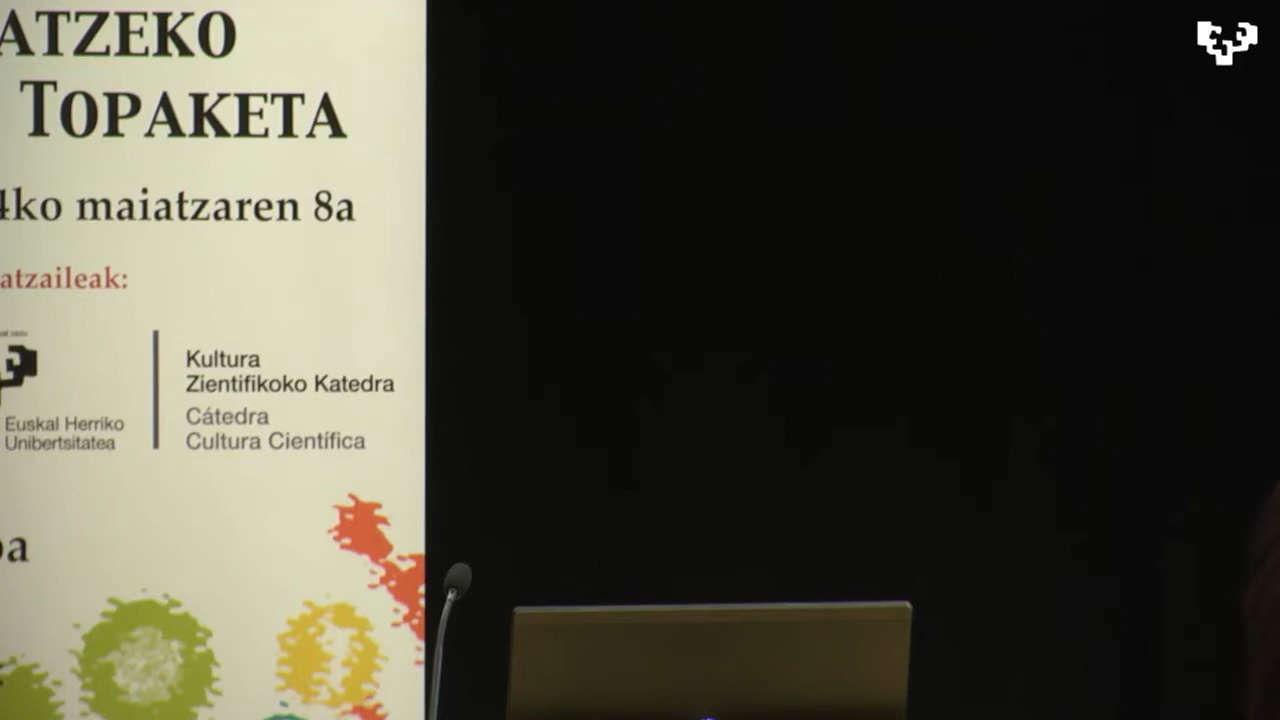 ATZEKO
TOPAKETA
4ko maiatzaren 8a
atzaileak:
Kultura
Zientifikoko Katedra
Cátedra
Cultura Científica
Euskal Herriko
Unibertsitatea
oa